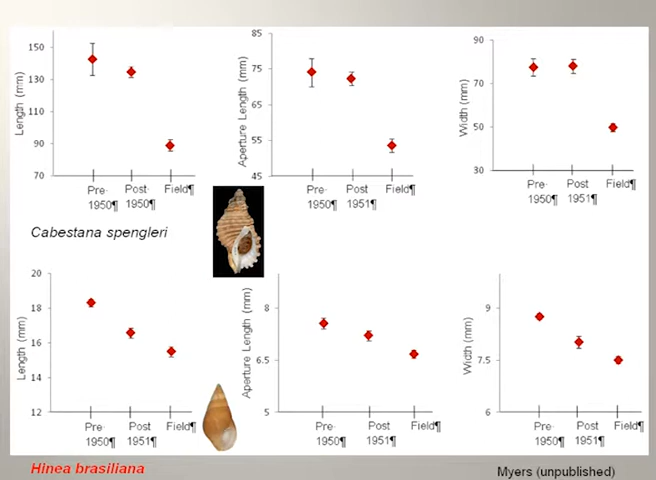 150
130
110
90
70
Length (mm)
Pre-
1950¶
Post-
1950¶
Field¶
85
75
65
55
45
Aperture Length (mm)
Pre-
1950¶
Post
1951¶
Field¶
90
70
50
30
Width (mm)
Pre-
1950¶
Post
1951¶
Field¶
Cabestana spengleri
20
18
16
14
12
Length (mm)
Pre-
1950¶
Post
1951¶
Field¶
8
6.5
5
Aperture Length (mm)
Pre-
1950¶
Post
1951¶
Field¶
9
7.5
6
Width (mm)
Pre-
1950¶
Post
1951¶
Field¶
Hinea brasiliana
Myers (unpublished)